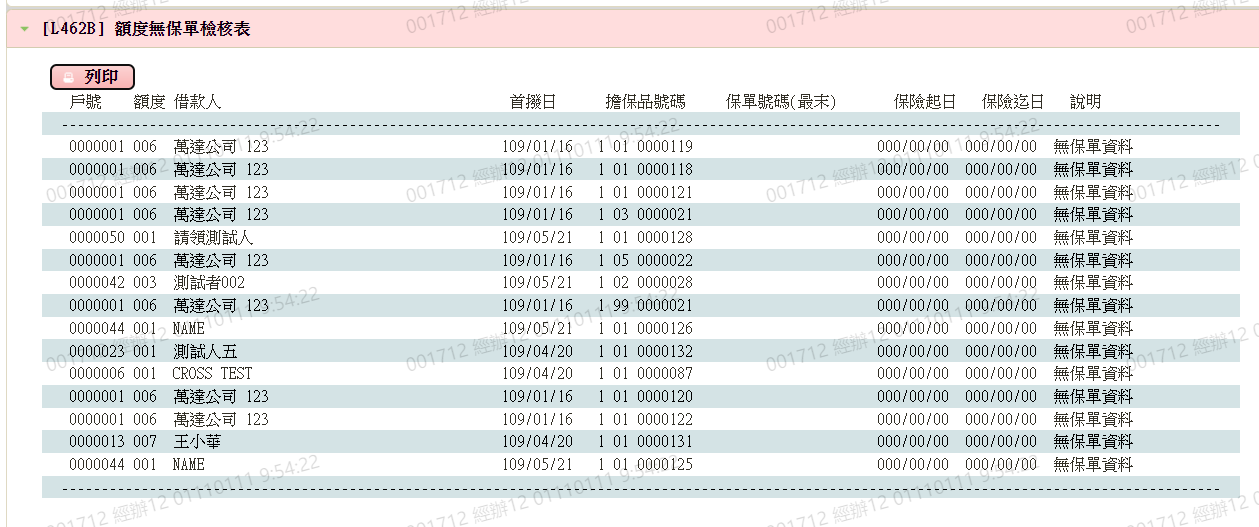 [L462B] 額度無保單檢核表
列印
戶號 額度 借款人 首撥日 擔保品號碼 保單號碼(最末) 保險起日 保險迄日 說明
0000001 006 萬達公司 123 109/01/16 1 01 0000119 000/00/00 000/00/00 無保單資料
0000001 006 萬達公司 123 109/01/16 1 01 0000118 000/00/00 000/00/00 無保單資料
0000001 006 萬達公司 123 109/01/16 1 01 0000121 000/00/00 000/00/00 無保單資料
0000001 006 萬達公司 123 109/01/16 1 03 0000021 000/00/00 000/00/00 無保單資料
0000050 001 請領測試人 109/05/21 1 01 0000128 000/00/00 000/00/00 無保單資料
0000001 006 萬達公司 123 109/01/16 1 05 0000022 000/00/00 000/00/00 無保單資料
0000042 003 測試者002 109/05/21 1 02 0000028 000/00/00 000/00/00 無保單資料
0000001 006 萬達公司 123 109/01/16 1 99 0000021 000/00/00 000/00/00 無保單資料
0000044 001 NAME 109/05/21 1 01 0000126 000/00/00 000/00/00 無保單資料
0000023 001 測試人五 109/04/20 1 01 0000132 000/00/00 000/00/00 無保單資料
0000006 001 CROSS TEST 109/04/20 1 01 0000087 000/00/00 000/00/00 無保單資料
0000001 006 萬達公司 123 109/01/16 1 01 0000120 000/00/00 000/00/00 無保單資料
0000001 006 萬達公司 123 109/01/16 1 01 0000122 000/00/00 000/00/00 無保單資料
0000013 007 王小華 109/04/20 1 01 0000131 000/00/00 000/00/00 無保單資料
0000044 001 NAME 109/05/21 1 01 0000125 000/00/00 000/00/00 無保單資料
001712 經辦12 01110111 9:54:22